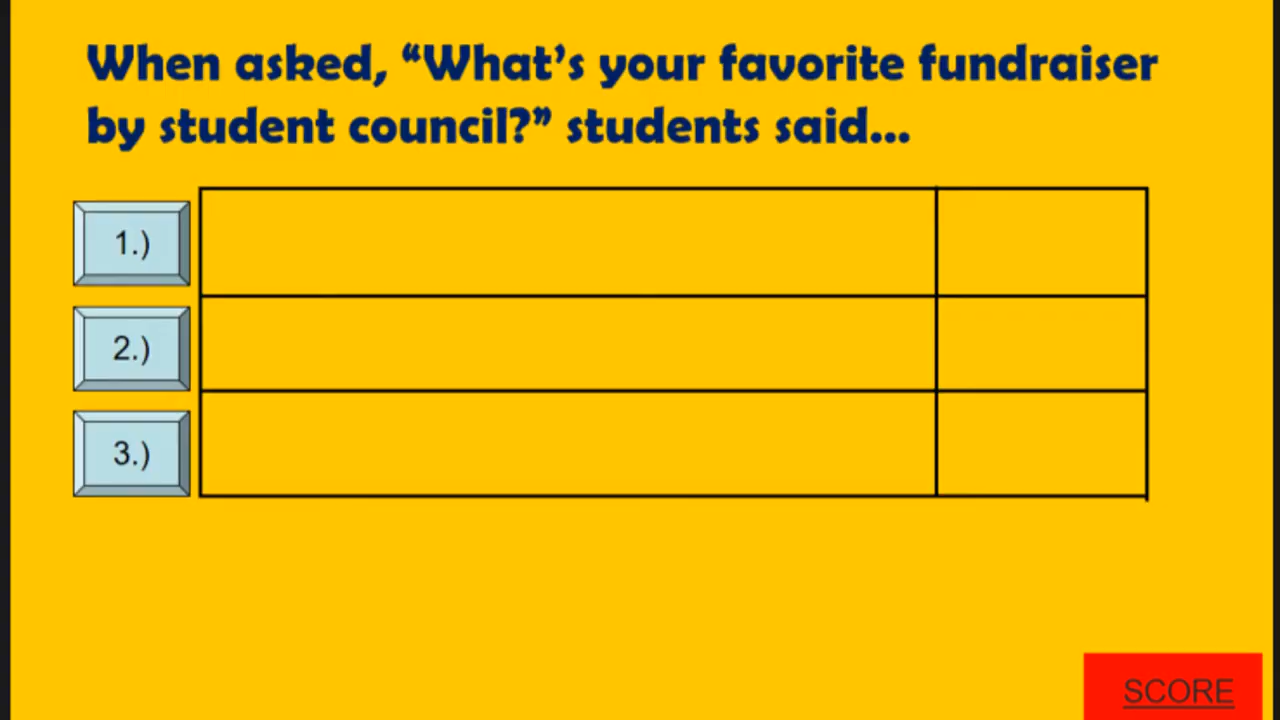 When asked, “What’s your favorite fundraiser
by student council?” students said...
1.)
2.)
3.)
SCORE